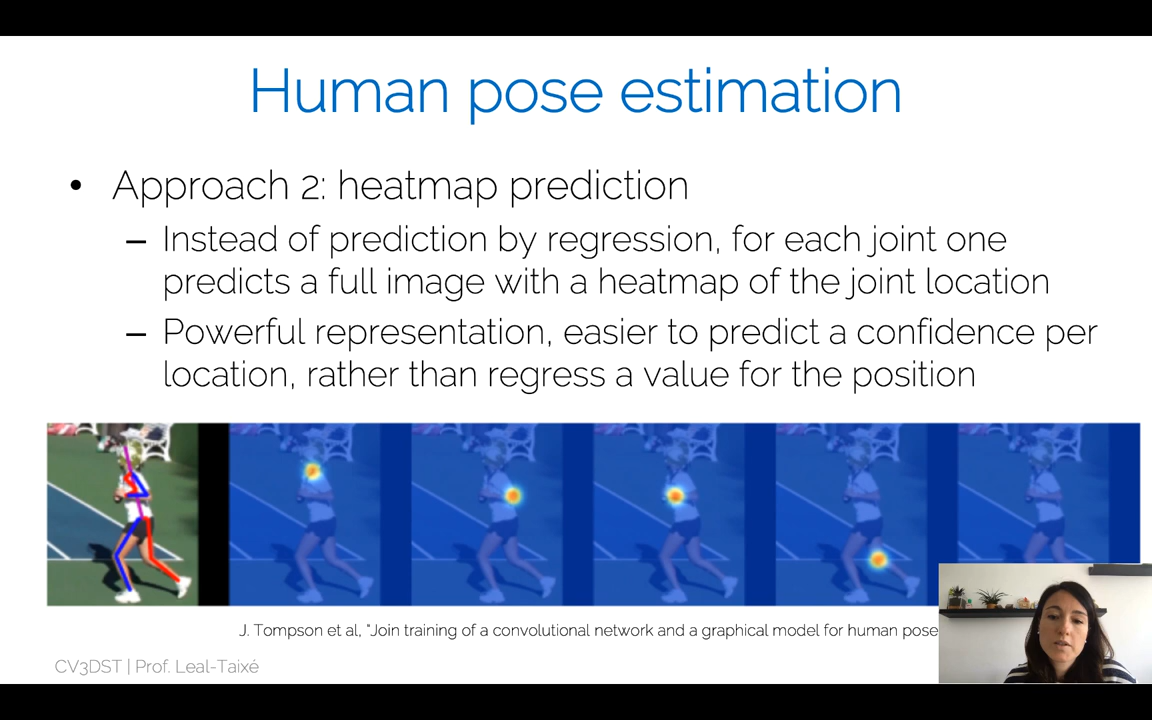 Human pose estimation
• Approach 2: heatmap prediction
– Instead of prediction by regression, for each joint one
predicts a full image with a heatmap of the joint location
– Powerful representation, easier to predict a confidence per
location, rather than regress a value for the position
J. Tompson et al, "Join training of a convolutional network and a graphical model for human pose
CV3DST | Prof. Leal-Taixé